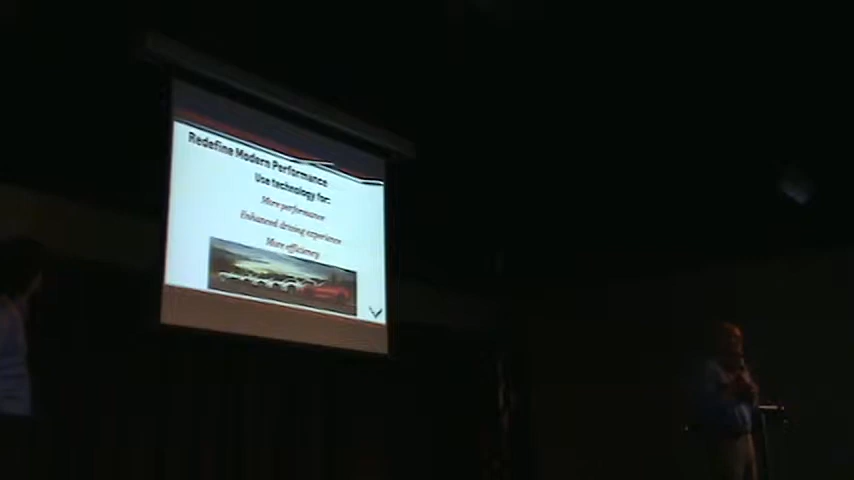 Redefine Modern Performance
Use technology for:
More performance
Enhanced driving experience
More efficiency